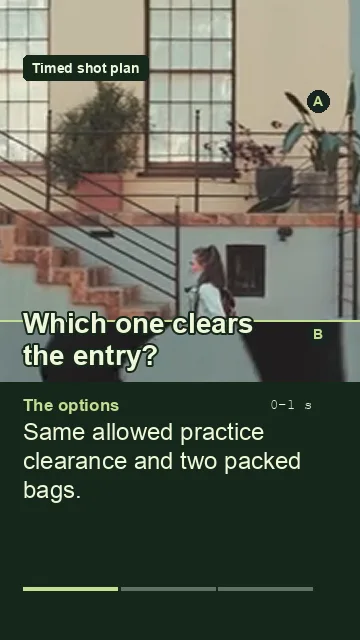 Timed shot plan
A
Which one clears
the entry?
B
The options
0–1 s
Same allowed practice
clearance and two packed
bags.